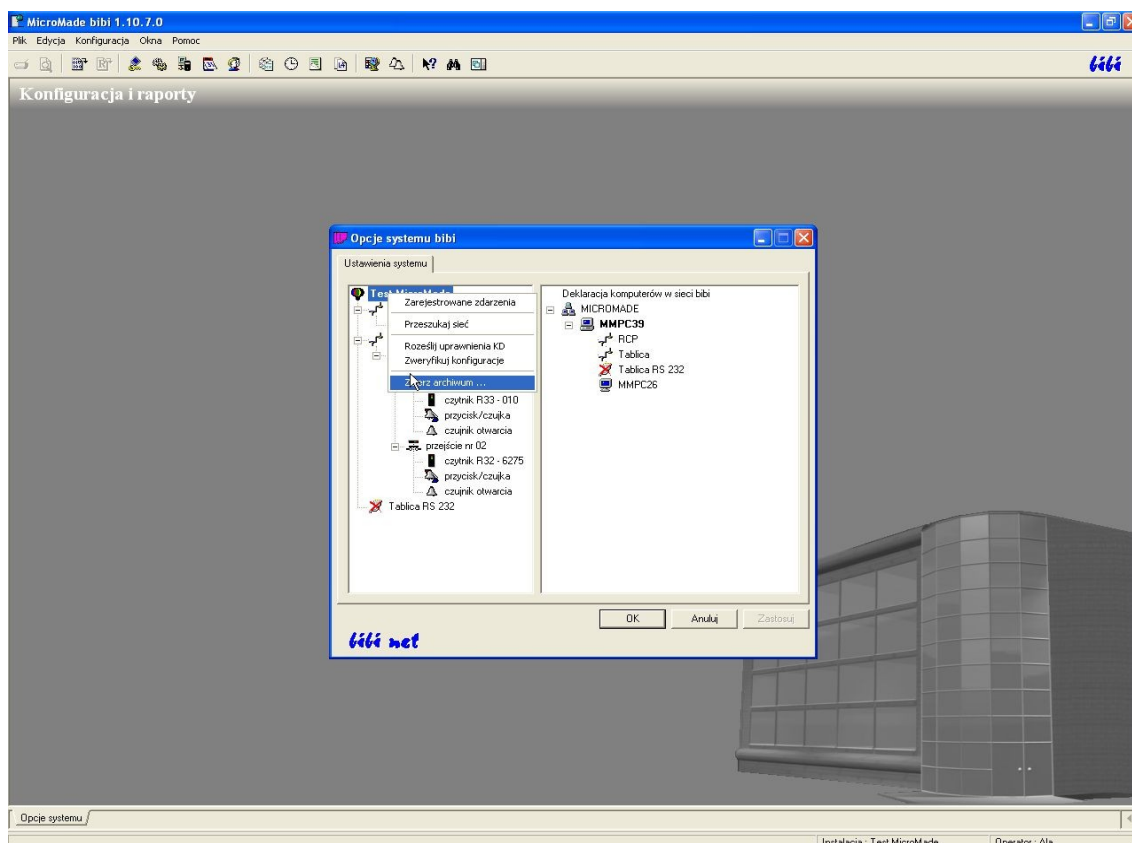 MicroMade bibi 1.10.7.0
Plik Edycja Konfiguracja Okna Pomoc
bibi
Konfiguracja i raporty
Opcje systemu bibi
Ustawienia systemu
Test MicroMade
Zarejestrowane zdarzenia
Przeszukaj sieć
Roześlij uprawnienia KD
Zweryfikuj konfiguracje
archiwum ...
czytnik R33 - 010
przycisk/czujka
czujnik otwarcia
przejście nr 02
czytnik R32 - 6275
przycisk/czujka
czujnik otwarcia
Tablica RS 232
Deklaracja komputerów w sieci bibi
MICROMADE
MMPC39
RCP
Tablica
Tablica RS 232
MMPC26
OK Anuluj Zastosuj
bibi net
Opcje systemu
Instalacja : Test MicroMade Operator : Ala